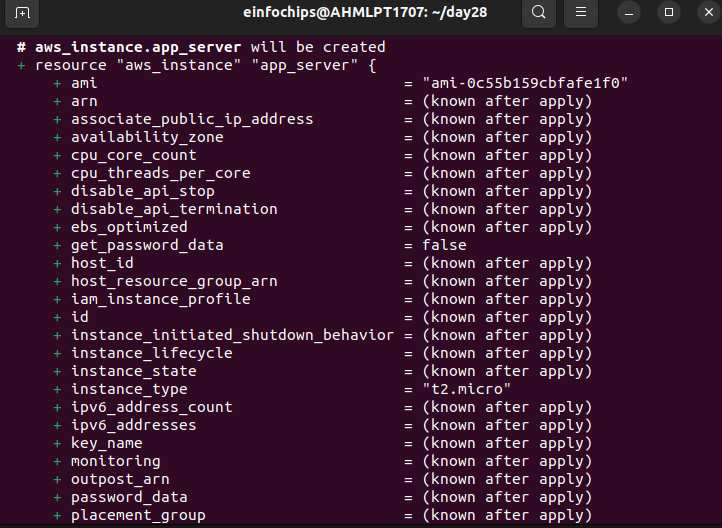 einfochips@AHMLPT1707: ~/day28
# aws_instance.app_server will be created
+ resource "aws_instance" "app_server" {
+ ami = "ami-0c55b159cbfafe1f0"
+ arn = (known after apply)
+ associate_public_ip_address = (known after apply)
+ availability_zone = (known after apply)
+ cpu_core_count = (known after apply)
+ cpu_threads_per_core = (known after apply)
+ disable_api_stop = (known after apply)
+ disable_api_termination = (known after apply)
+ ebs_optimized = (known after apply)
+ get_password_data = false
+ host_id = (known after apply)
+ host_resource_group_arn = (known after apply)
+ iam_instance_profile = (known after apply)
+ id = (known after apply)
+ instance_initiated_shutdown_behavior = (known after apply)
+ instance_lifecycle = (known after apply)
+ instance_state = (known after apply)
+ instance_type = "t2.micro"
+ ipv6_address_count = (known after apply)
+ ipv6_addresses = (known after apply)
+ key_name = (known after apply)
+ monitoring = (known after apply)
+ outpost_arn = (known after apply)
+ password_data = (known after apply)
+ placement_group = (known after apply)